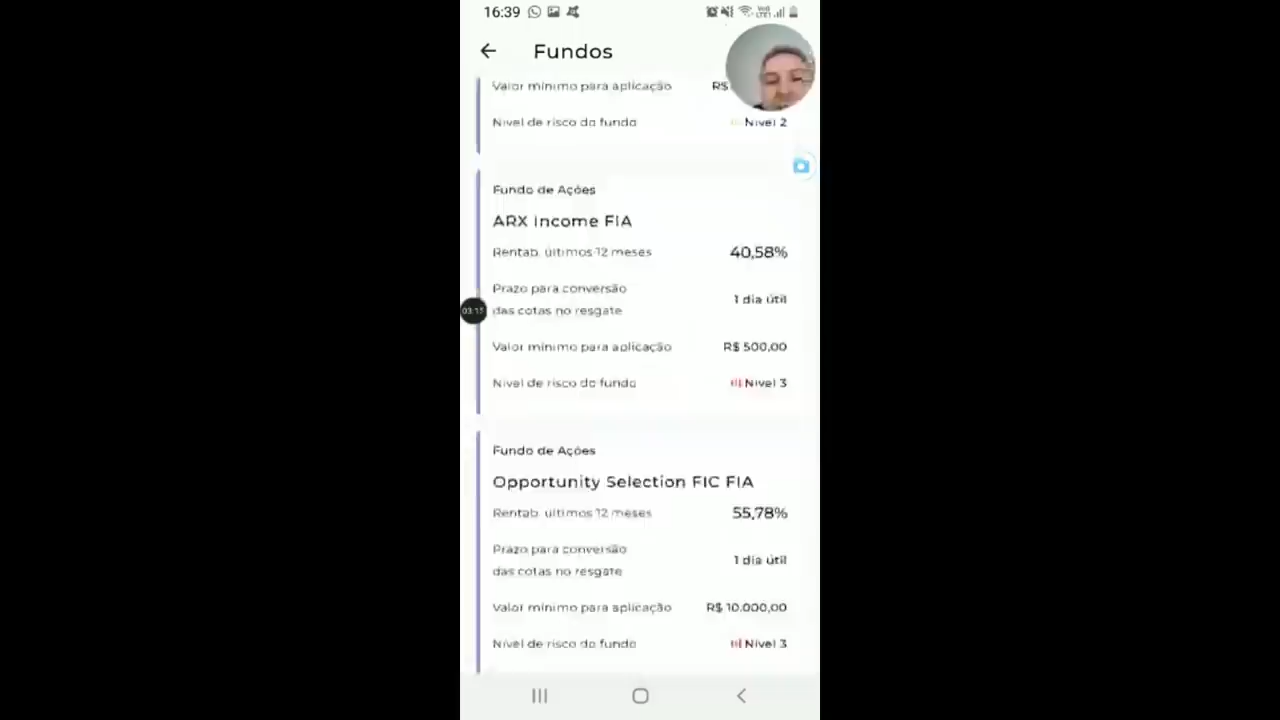 16:39
Fundos
Valor mínimo para aplicação R$
Nível de risco do fundo Nível 2
Fundo de Ações
ARX Income FIA
Rentab. últimos 12 meses 40,58%
Prazo para conversão
das cotas no resgate 1 dia útil
Valor mínimo para aplicação R$ 500,00
Nível de risco do fundo Nível 3
Fundo de Ações
Opportunity Selection FIC FIA
Rentab. últimos 12 meses 55,78%
Prazo para conversão
das cotas no resgate 1 dia útil
Valor mínimo para aplicação R$ 10.000,00
Nível de risco do fundo Nível 3